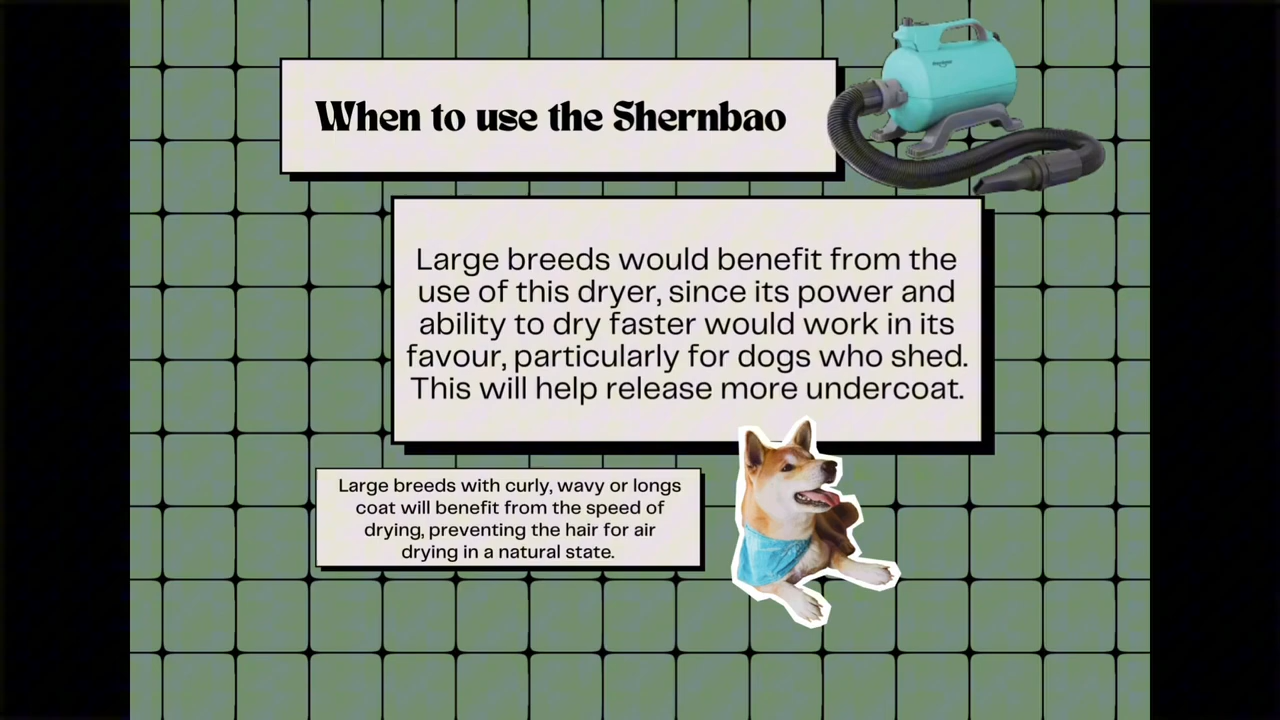 When to use the Shernbao
Large breeds would benefit from the
use of this dryer, since its power and
ability to dry faster would work in its
favour, particularly for dogs who shed.
This will help release more undercoat.
Large breeds with curly, wavy or longs
coat will benefit from the speed of
drying, preventing the hair for air
drying in a natural state.